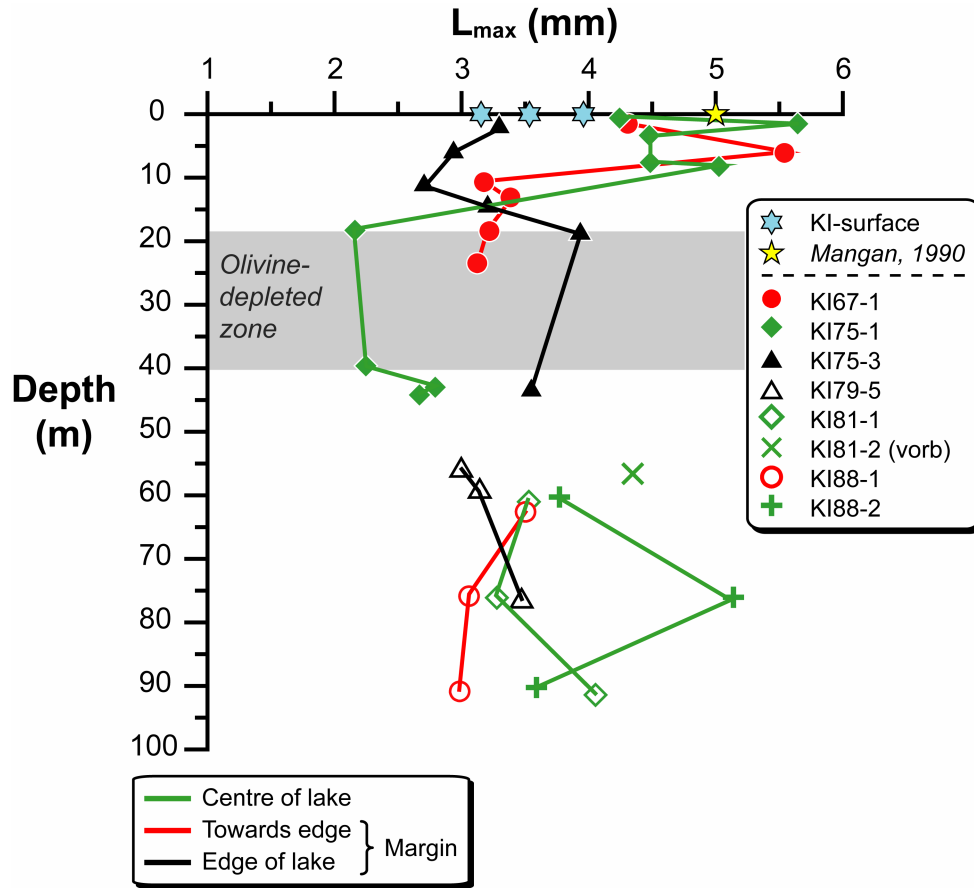 Lmax (mm)
1 2 3 4 5 6
0
10
20
30
40
50
60
70
80
90
100
Depth
(m)
Olivine-
depleted
zone
KI-surface
Mangan, 1990
KI67-1
KI75-1
KI75-3
KI79-5
KI81-1
KI81-2 (vorb)
KI88-1
KI88-2
Centre of lake
Towards edge
Edge of lake
Margin